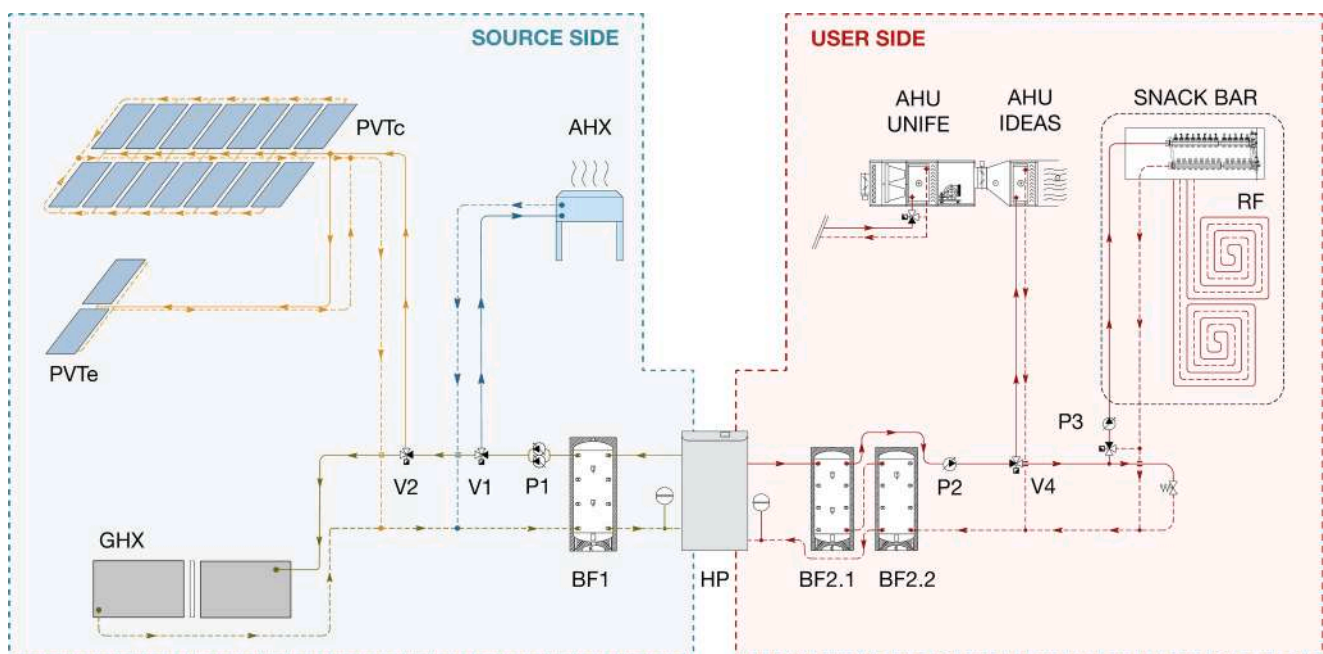 SOURCE SIDE
USER SIDE
PVTc
AHX
AHU
UNIFE
AHU
IDEAS
SNACK BAR
RF
PVTe
P3
V2
V1
P1
P2
V4
GHX
BF1
HP
BF2.1
BF2.2